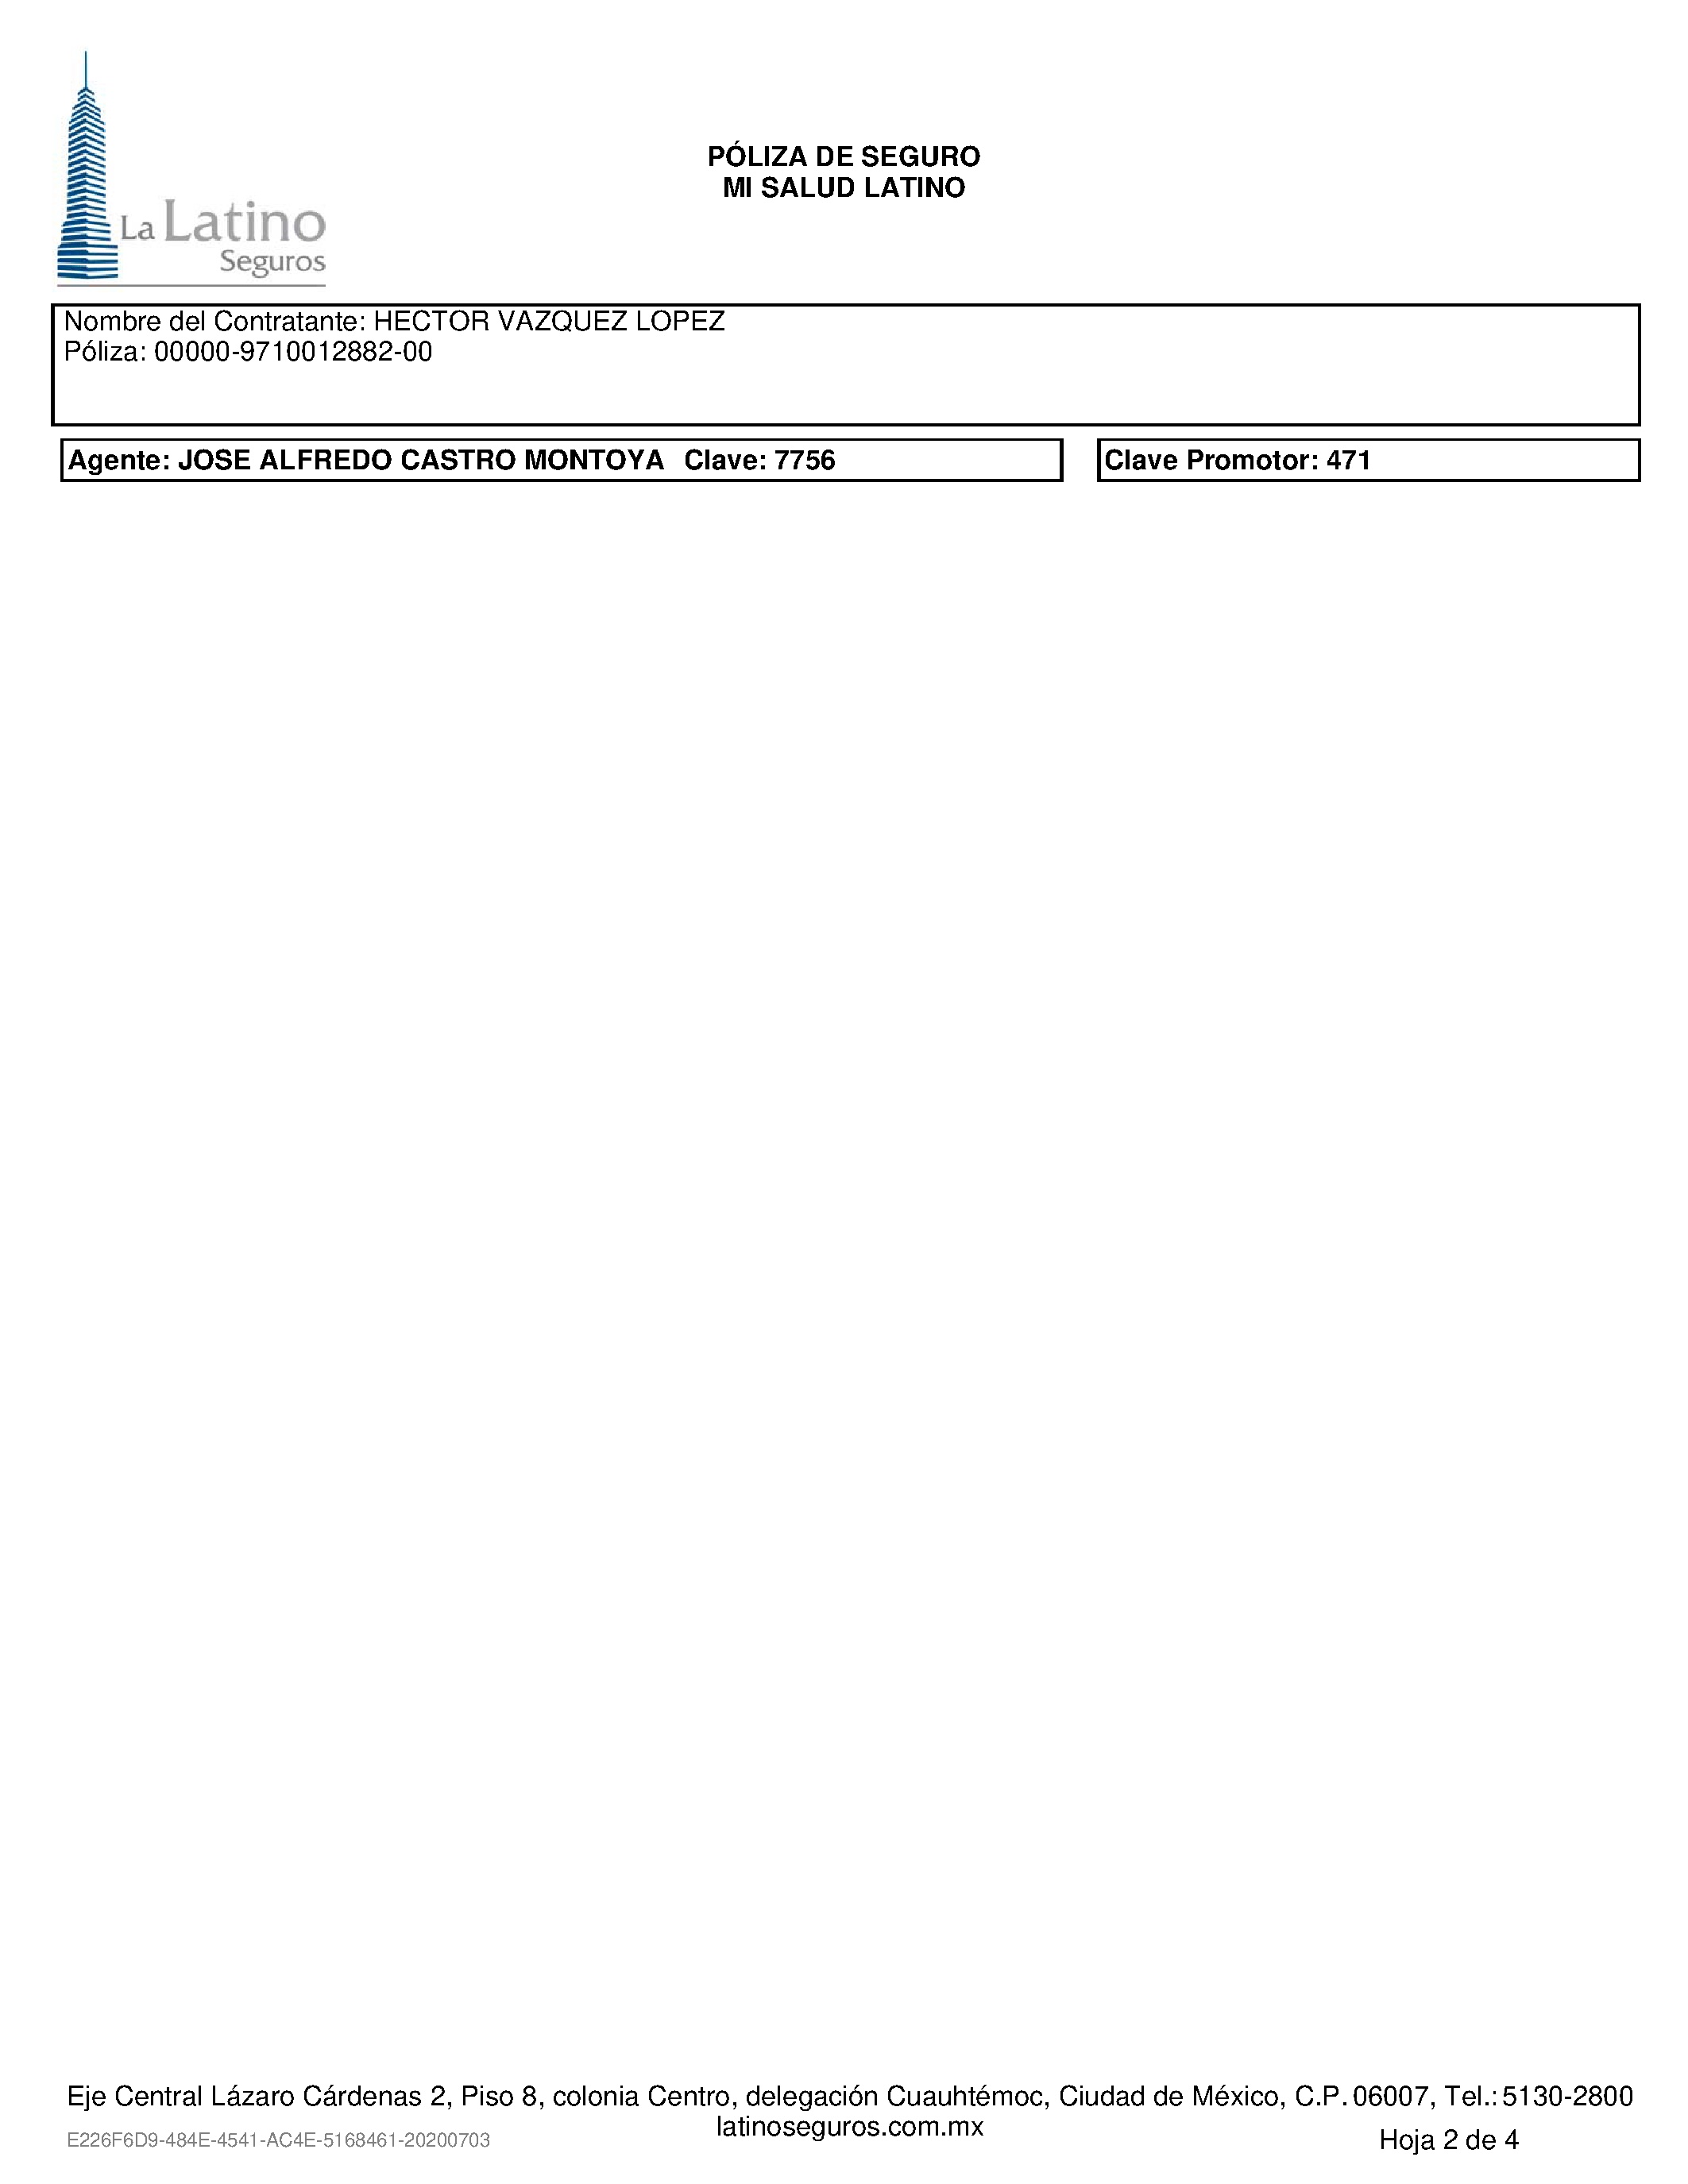 La Latino
Seguros
PÓLIZA DE SEGURO
MI SALUD LATINO
Nombre del Contratante: HECTOR VAZQUEZ LOPEZ
Póliza: 00000-9710012882-00
Agente: JOSE ALFREDO CASTRO MONTOYA Clave: 7756
Clave Promotor: 471
Eje Central Lázaro Cárdenas 2, Piso 8, colonia Centro, delegación Cuauhtémoc, Ciudad de México, C.P. 06007, Tel.: 5130-2800
latinoseguros.com.mx
E226F6D9-484E-4541-AC4E-5168461-20200703
Hoja 2 de 4